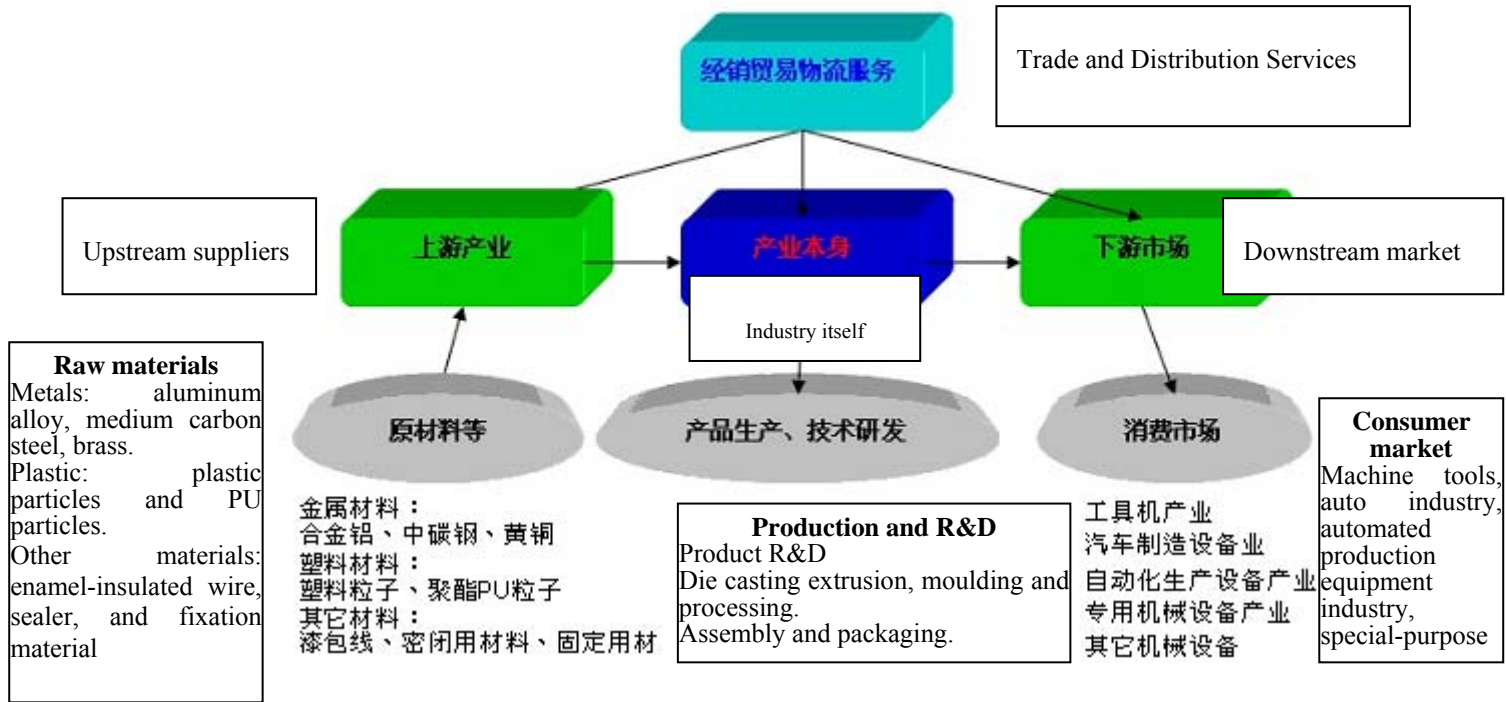 经销贸易物流服务
Trade and Distribution Services
Upstream suppliers
上游产业
产业本身
下游市场
Downstream market
Industry itself
Raw materials
Metals: aluminum
alloy, medium carbon
steel, brass.
Plastic: plastic
particles and PU
particles.
Other materials:
enamel-insulated wire,
sealer, and fixation
material
原材料等
金属材料：
合金铝、中碳钢、黄铜
塑料材料：
塑料粒子、聚酯PU粒子
其它材料：
漆包线、密闭用材料、固定用材
产品生产、技术研发
Production and R&D
Product R&D
Die casting extrusion, moulding and
processing.
Assembly and packaging.
消费市场
工具机产业
汽车制造设备业
自动化生产设备产业
专用机械设备产业
其它机械设备
Consumer
market
Machine tools,
auto industry,
automated
production
equipment
industry,
special-purpose